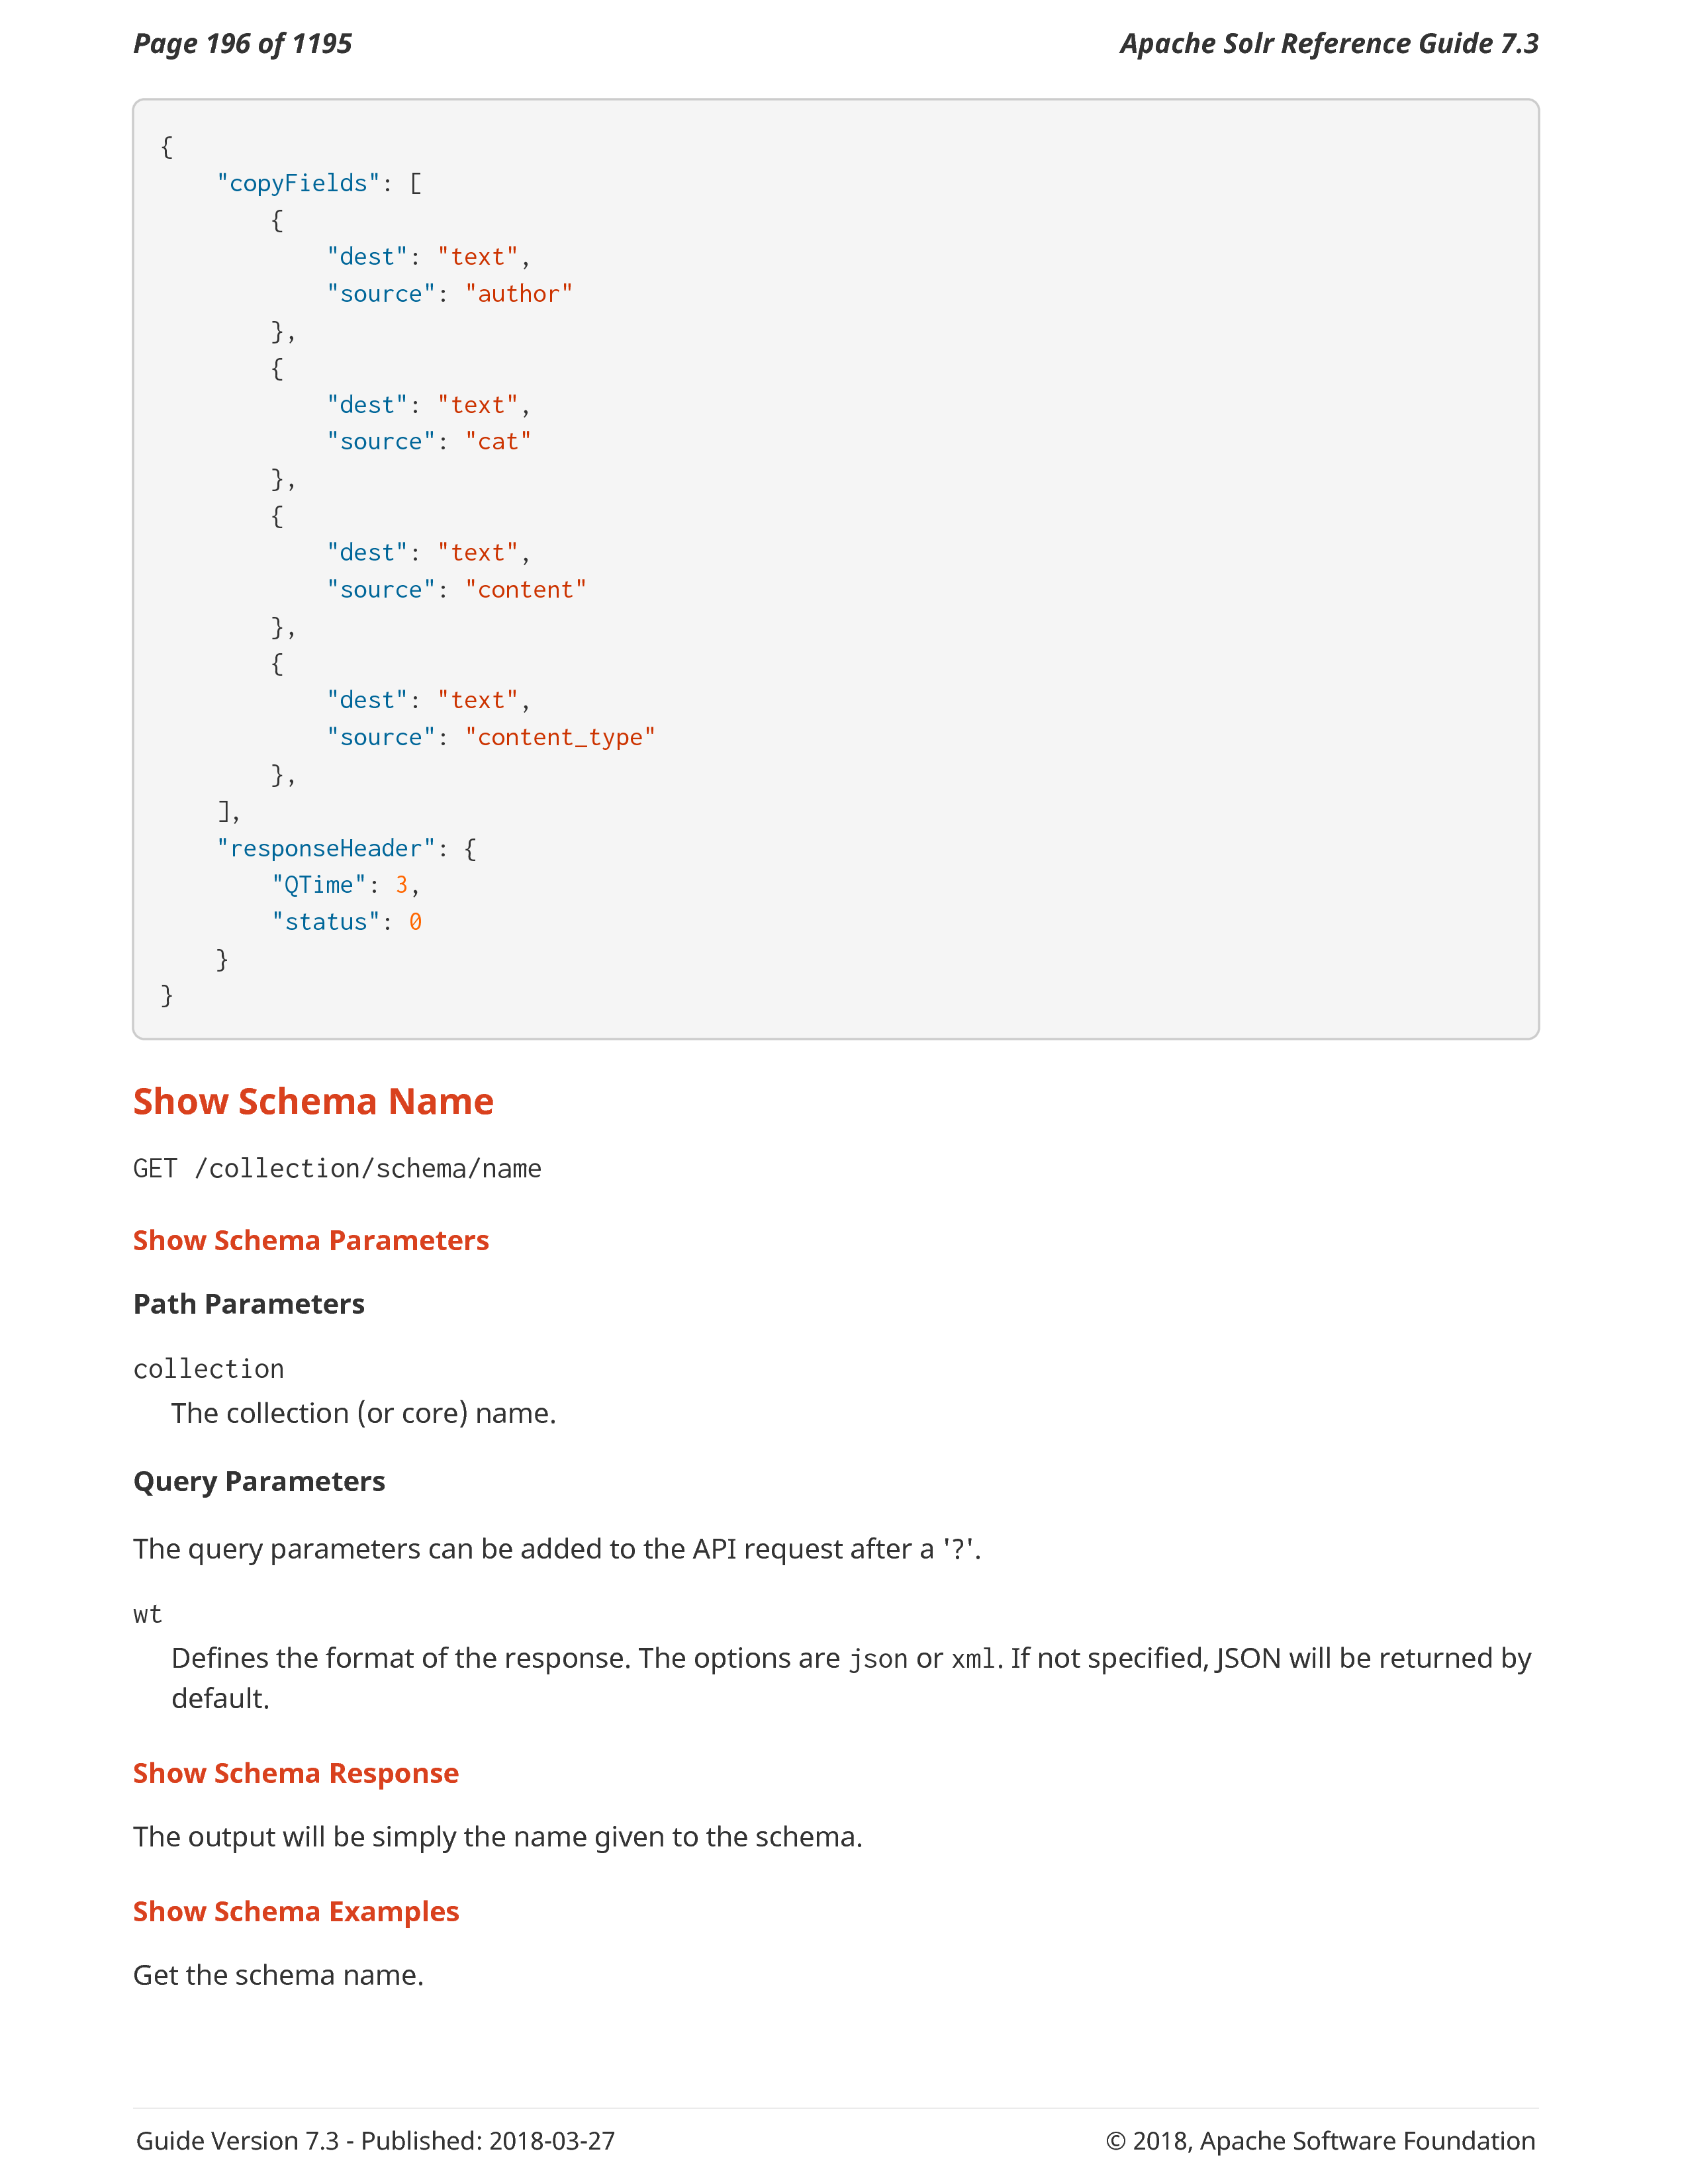 Page 196 of 1195
Apache Solr Reference Guide 7.3
{
    "copyFields": [
        {
            "dest": "text",
            "source": "author"
        },
        {
            "dest": "text",
            "source": "cat"
        },
        {
            "dest": "text",
            "source": "content"
        },
        {
            "dest": "text",
            "source": "content_type"
        },
    ],
    "responseHeader": {
        "QTime": 3,
        "status": 0
    }
}
Show Schema Name
GET /collection/schema/name
Show Schema Parameters
Path Parameters
collection
The collection (or core) name.
Query Parameters
The query parameters can be added to the API request after a '?'.
wt
Defines the format of the response. The options are json or xml. If not specified, JSON will be returned by
default.
Show Schema Response
The output will be simply the name given to the schema.
Show Schema Examples
Get the schema name.
Guide Version 7.3 - Published: 2018-03-27
© 2018, Apache Software Foundation